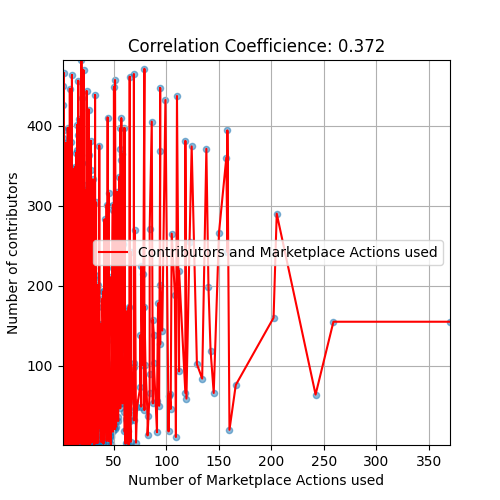 Correlation Coefficience: 0.372
Number of contributors
400
300
200
100
Contributors and Marketplace Actions used
50 100 150 200 250 300 350
Number of Marketplace Actions used